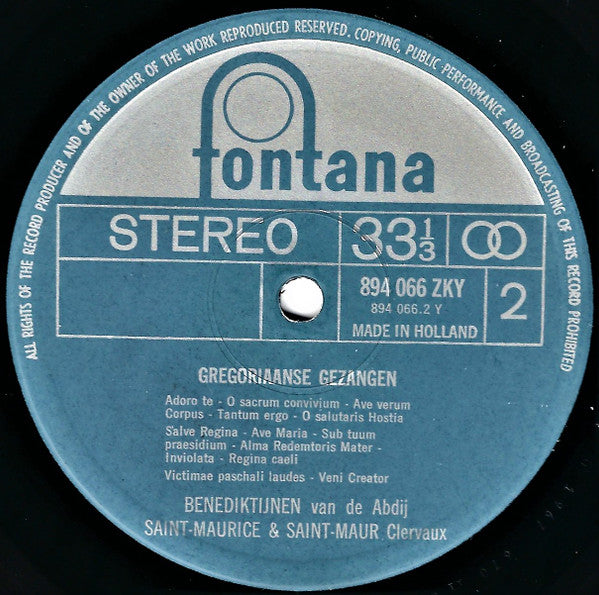 ALL RIGHTS OF THE RECORD PRODUCER AND OF THE OWNER OF THE WORK REPRODUCED RESERVED. COPYING, PUBLIC PERFORMANCE AND BROADCASTING OF THIS RECORD PROHIBITED
fontana
STEREO
33 1/3
894 066 ZKY
894 066.2 Y
MADE IN HOLLAND
2
GREGORIAANSE GEZANGEN
Adoro te - O sacrum convivium - Ave verum
Corpus - Tantum ergo - O salutaris Hostia
Salve Regina - Ave Maria - Sub tuum
praesidium - Alma Redemtoris Mater -
Inviolata - Regina caeli
Victimae paschali laudes - Veni Creator
BENEDIKTIJNEN van de Abdij
SAINT-MAURICE & SAINT-MAUR Clervaux